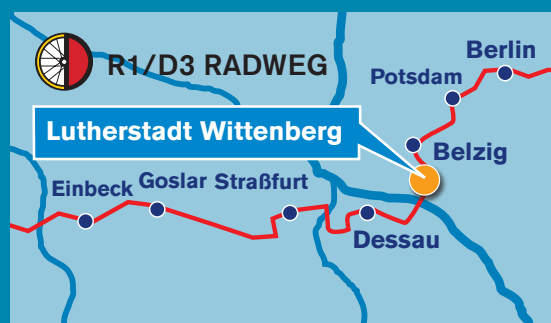 R1/D3 RADWEG
Berlin
Potsdam
Lutherstadt Wittenberg
Belzig
Einbeck Goslar Straßfurt
Dessau